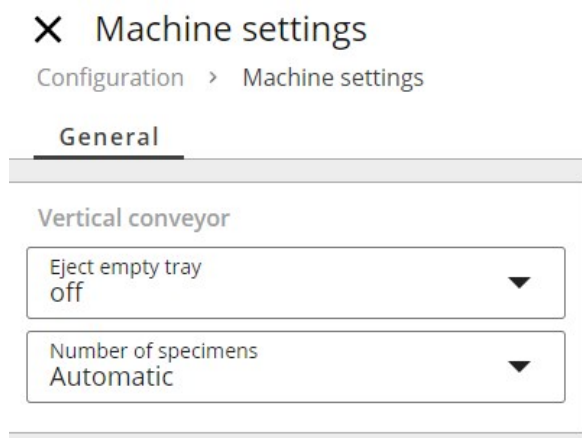 Machine settings
Configuration > Machine settings
General
Vertical conveyor
Eject empty tray
off
Number of specimens
Automatic